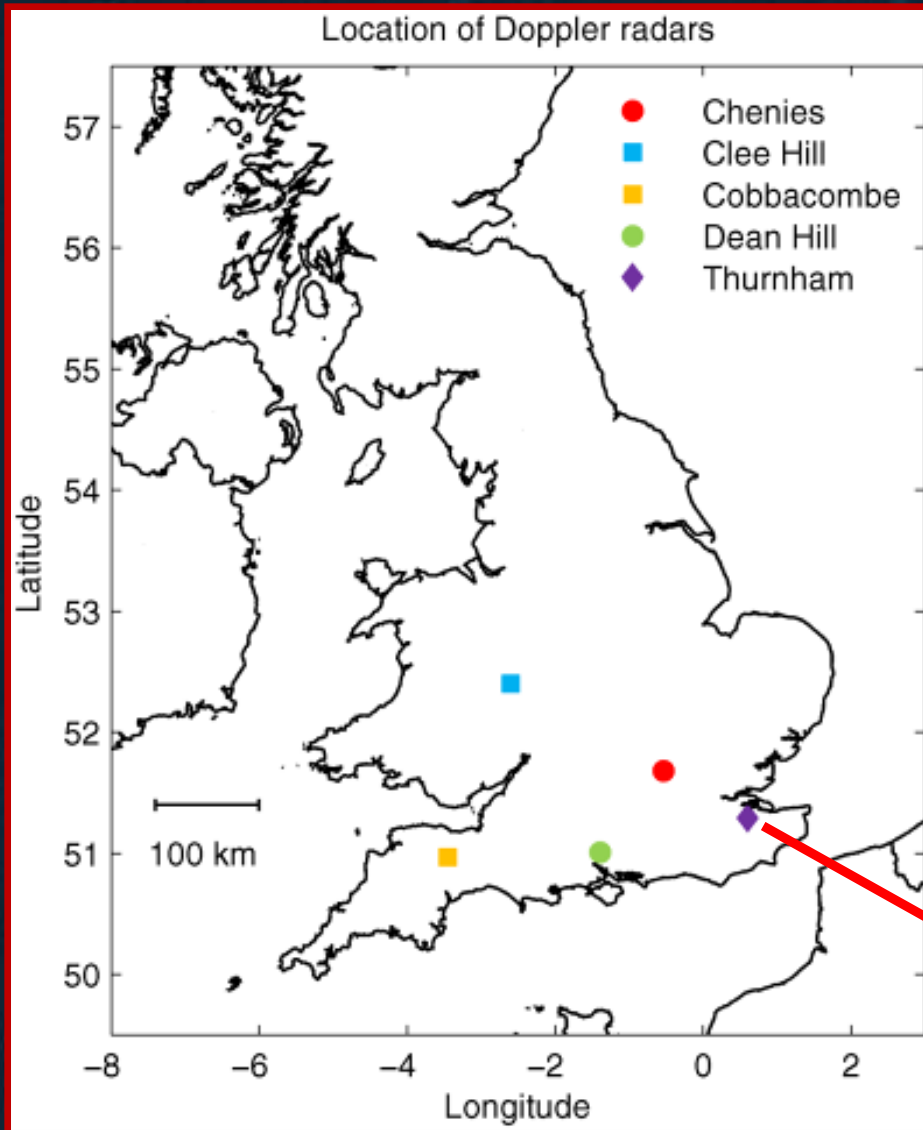 Location of Doppler radars
Chenies
Clee Hill
Cobbacombe
Dean Hill
Thurnham
57
56
55
54
53
52
51
50
Latitude
100 km
−8 −6 −4 −2 0 2
Longitude